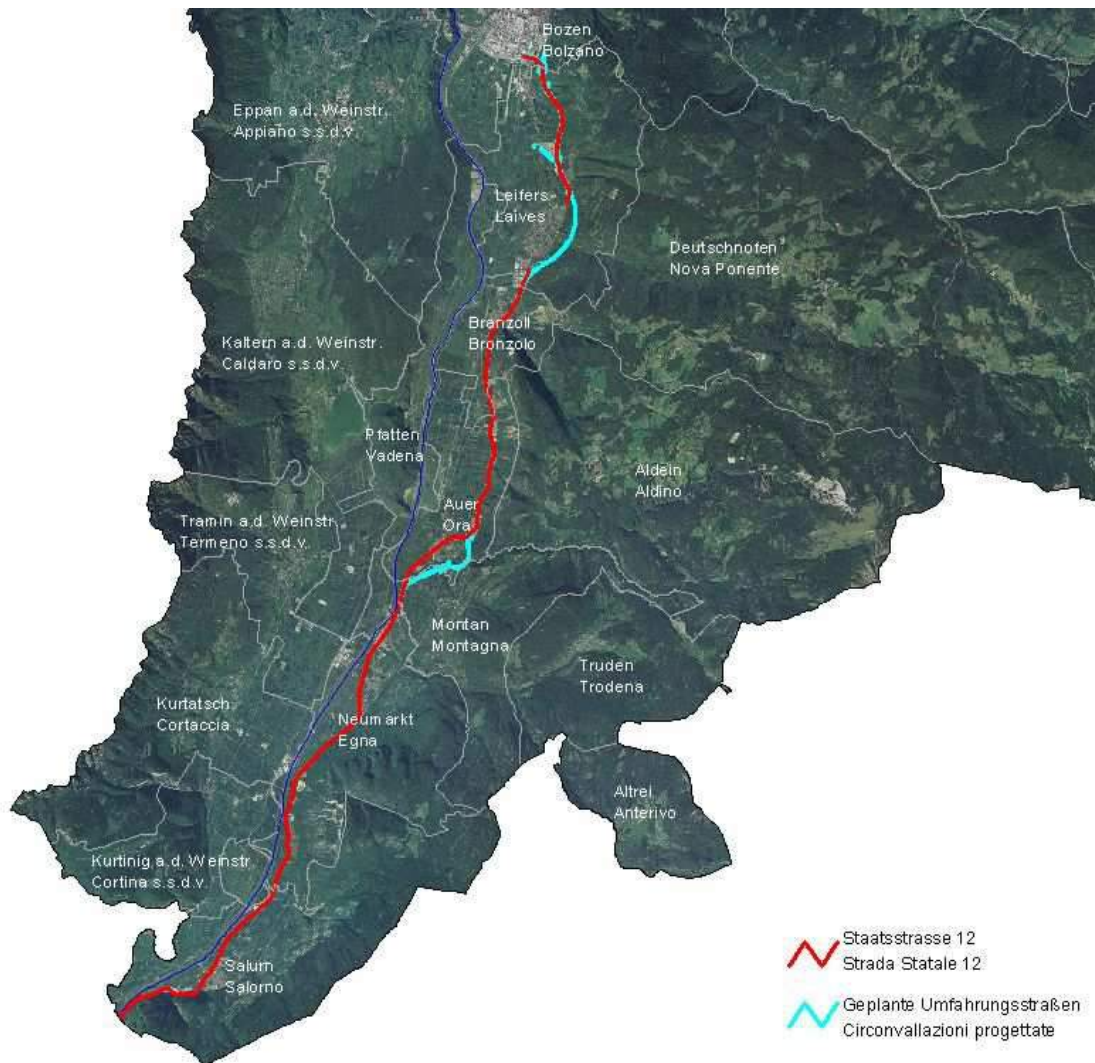 Bozen
Bolzano
Eppan a.d. Weinstr.
Appiano s.s.d.v.
Leifers
Laives
Deutschnofen
Nova Ponente
Branzoll
Bronzolo
Kaltern a.d. Weinstr.
Caldaro s.s.d.v.
Pfatten
Vadena
Aldein
Aldino
Auer
Ora
Tramin a.d. Weinstr.
Termeno s.s.d.v.
Montan
Montagna
Truden
Trodena
Kurtatsch
Cortaccia
Neumarkt
Egna
Altrei
Anterivo
Kurtinig a.d. Weinstr.
Cortina s.s.d.v.
Salurn
Salorno
Staatsstrasse 12
Strada Statale 12
Geplante Umfahrungsstraßen
Circonvallazioni progettate